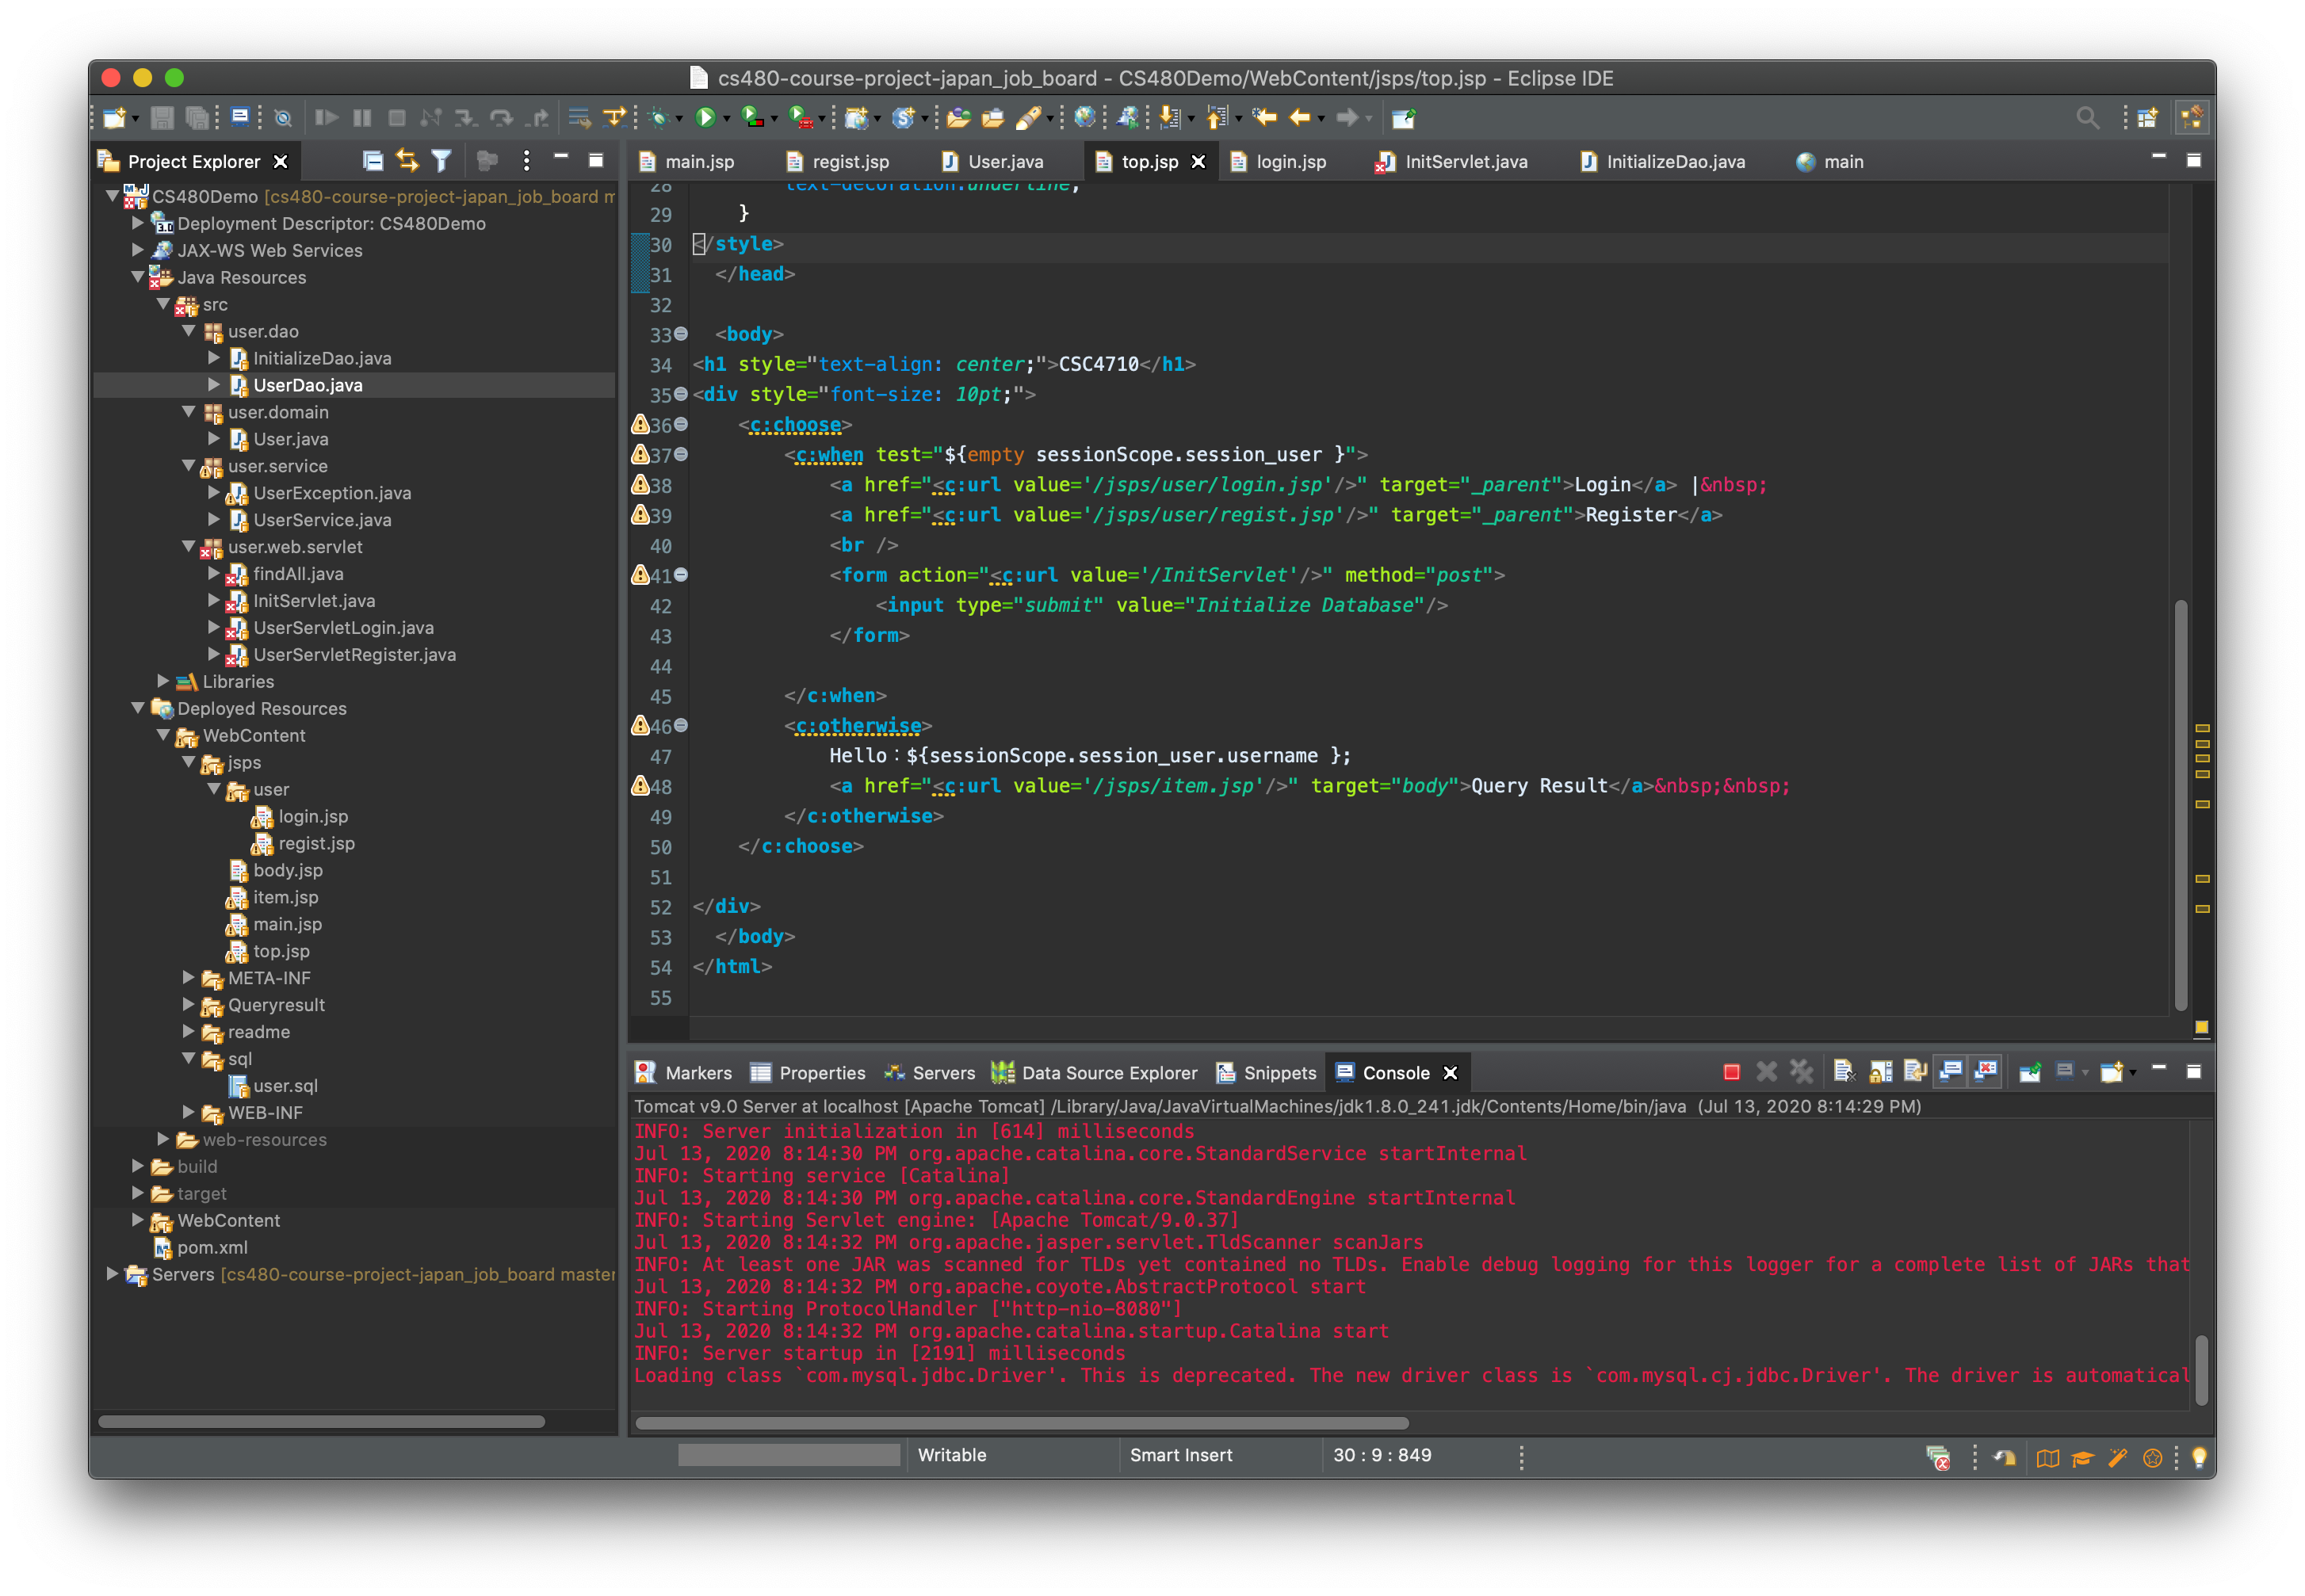 cs480-course-project-japan_job_board - CS480Demo/WebContent/jsps/top.jsp - Eclipse IDE
Project Explorer
CS480Demo [cs480-course-project-japan_job_board m
Deployment Descriptor: CS480Demo
JAX-WS Web Services
Java Resources
src
user.dao
InitializeDao.java
UserDao.java
user.domain
User.java
user.service
UserException.java
UserService.java
user.web.servlet
findAll.java
InitServlet.java
UserServletLogin.java
UserServletRegister.java
Libraries
Deployed Resources
WebContent
jsps
user
login.jsp
regist.jsp
body.jsp
item.jsp
main.jsp
top.jsp
META-INF
Queryresult
readme
sql
user.sql
WEB-INF
web-resources
build
target
WebContent
pom.xml
Servers [cs480-course-project-japan_job_board master
main.jsp regist.jsp User.java top.jsp login.jsp InitServlet.java InitializeDao.java main
28 text-decoration:underline;
29 }
30 </style>
31 </head>
32
33 <body>
34 <h1 style="text-align: center;">CSC4710</h1>
35 <div style="font-size: 10pt;">
36 <c:choose>
37 <c:when test="${empty sessionScope.session_user }">
38 <a href="<c:url value='/jsps/user/login.jsp'/>" target="_parent">Login</a> |&nbsp;
39 <a href="<c:url value='/jsps/user/regist.jsp'/>" target="_parent">Register</a>
40 <br />
41 <form action="<c:url value='/InitServlet'/>" method="post">
42 <input type="submit" value="Initialize Database"/>
43 </form>
44
45 </c:when>
46 <c:otherwise>
47 Hello：${sessionScope.session_user.username };
48 <a href="<c:url value='/jsps/item.jsp'/>" target="body">Query Result</a>&nbsp;&nbsp;
49 </c:otherwise>
50 </c:choose>
51
52 </div>
53 </body>
54 </html>
55
Markers Properties Servers Data Source Explorer Snippets Console
Tomcat v9.0 Server at localhost [Apache Tomcat] /Library/Java/JavaVirtualMachines/jdk1.8.0_241.jdk/Contents/Home/bin/java (Jul 13, 2020 8:14:29 PM)
INFO: Server initialization in [614] milliseconds
Jul 13, 2020 8:14:30 PM org.apache.catalina.core.StandardService startInternal
INFO: Starting service [Catalina]
Jul 13, 2020 8:14:30 PM org.apache.catalina.core.StandardEngine startInternal
INFO: Starting Servlet engine: [Apache Tomcat/9.0.37]
Jul 13, 2020 8:14:32 PM org.apache.jasper.servlet.TldScanner scanJars
INFO: At least one JAR was scanned for TLDs yet contained no TLDs. Enable debug logging for this logger for a complete list of JARs that
Jul 13, 2020 8:14:32 PM org.apache.coyote.AbstractProtocol start
INFO: Starting ProtocolHandler ["http-nio-8080"]
Jul 13, 2020 8:14:32 PM org.apache.catalina.startup.Catalina start
INFO: Server startup in [2191] milliseconds
Loading class `com.mysql.jdbc.Driver'. This is deprecated. The new driver class is `com.mysql.cj.jdbc.Driver'. The driver is automatical
Writable Smart Insert 30 : 9 : 849